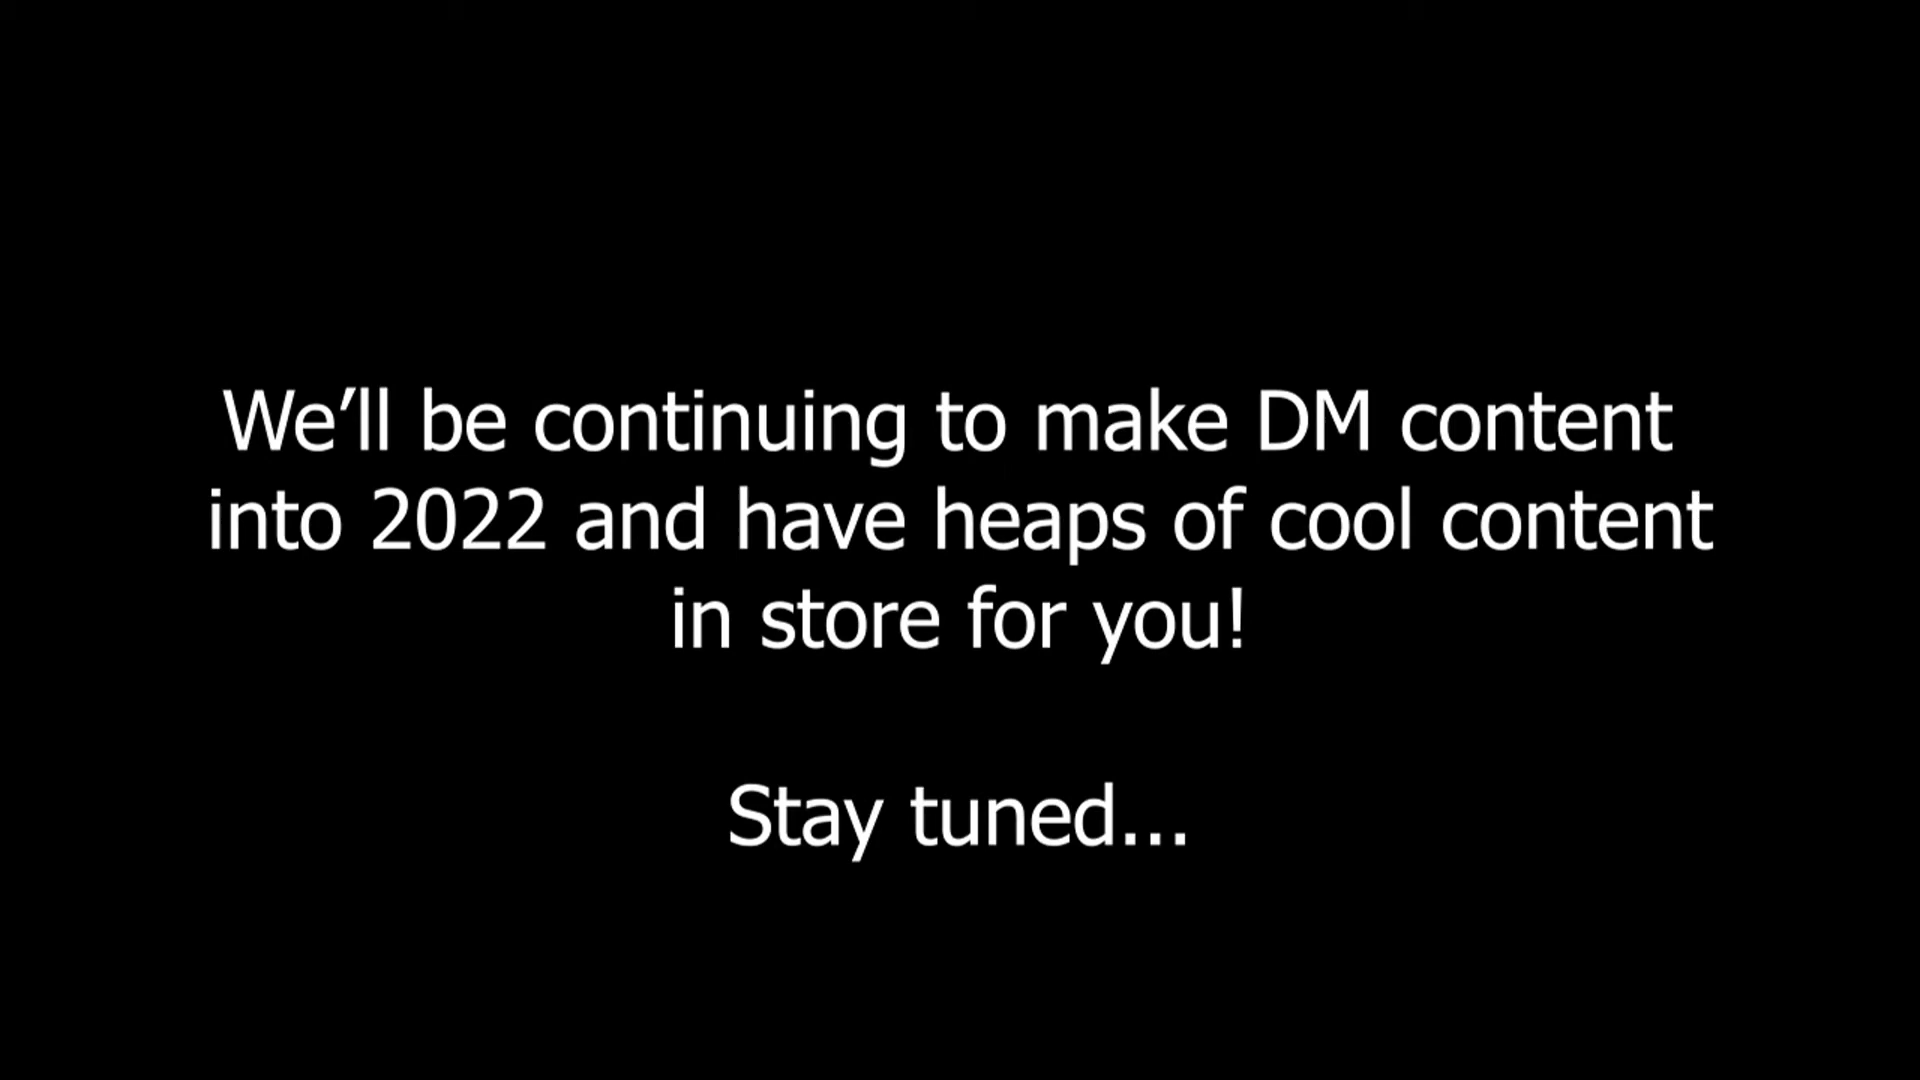 We’ll be continuing to make DM content
into 2022 and have heaps of cool content
in store for you!
Stay tuned...